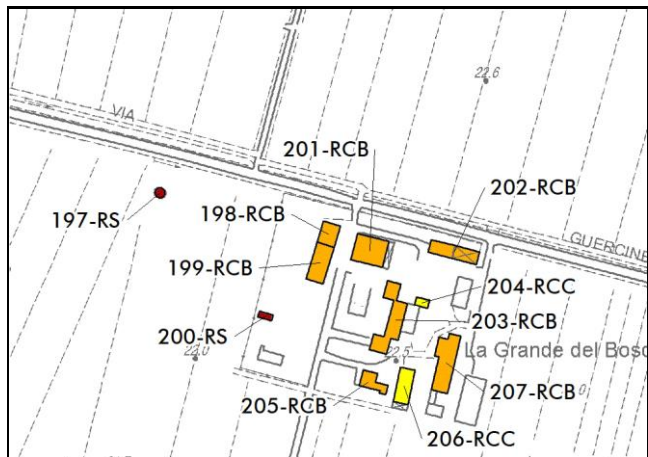 22.6
VIA
201-RCB
202-RCB
197-RS
198-RCB
GUERCINE
199-RCB
204-RCC
203-RCB
200-RS
22.5
La Grande del Bosc
22.0
207-RCB
205-RCB
206-RCC